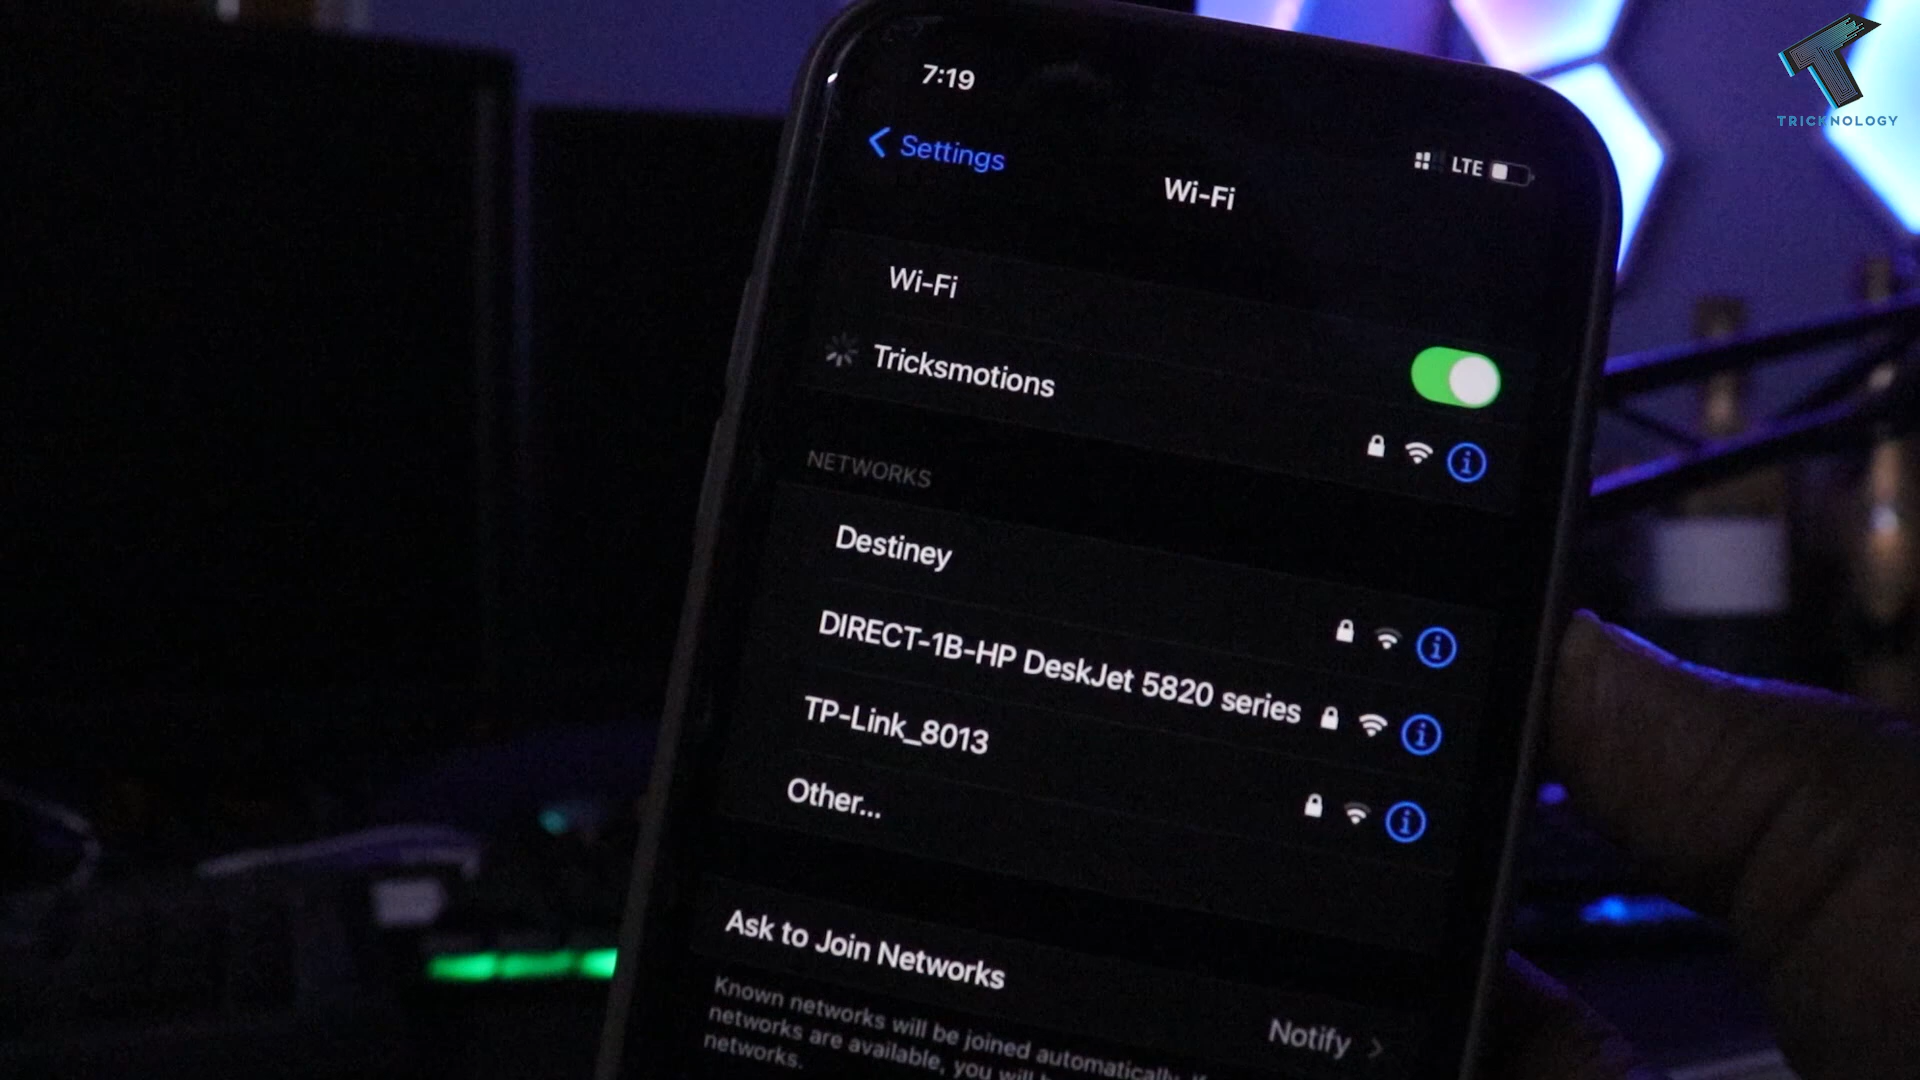 TRICKNOLOGY
7:19
LTE
Settings
Wi-Fi
Wi-Fi
Tricksmotions
NETWORKS
Destiney
DIRECT-1B-HP DeskJet 5820 series
TP-Link_8013
Other...
Ask to Join Networks
Notify
Known networks will be joined automatically.
networks are available, you will
networks.